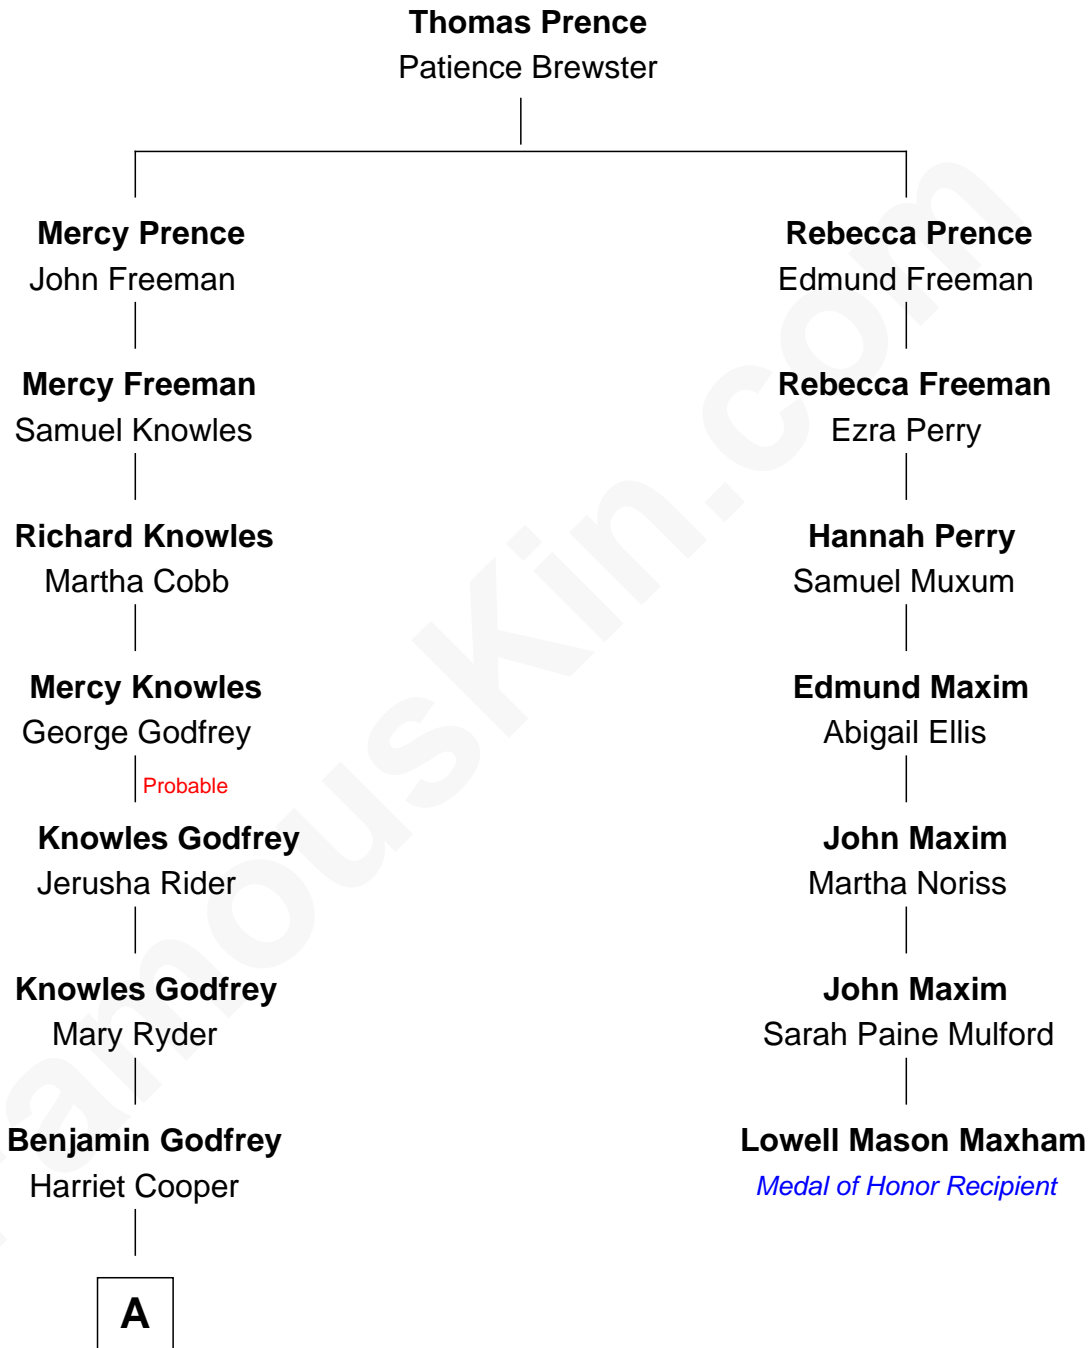 Thomas Prence
Patience Brewster
Mercy Prence
John Freeman
Rebecca Prence
Edmund Freeman
Mercy Freeman
Samuel Knowles
Rebecca Freeman
Ezra Perry
Richard Knowles
Martha Cobb
Hannah Perry
Samuel Muxum
Mercy Knowles
George Godfrey
Edmund Maxim
Abigail Ellis
Probable
Knowles Godfrey
Jerusha Rider
John Maxim
Martha Noriss
Knowles Godfrey
Mary Ryder
John Maxim
Sarah Paine Mulford
Benjamin Godfrey
Harriet Cooper
Lowell Mason Maxham
Medal of Honor Recipient
A
FamousKin.com